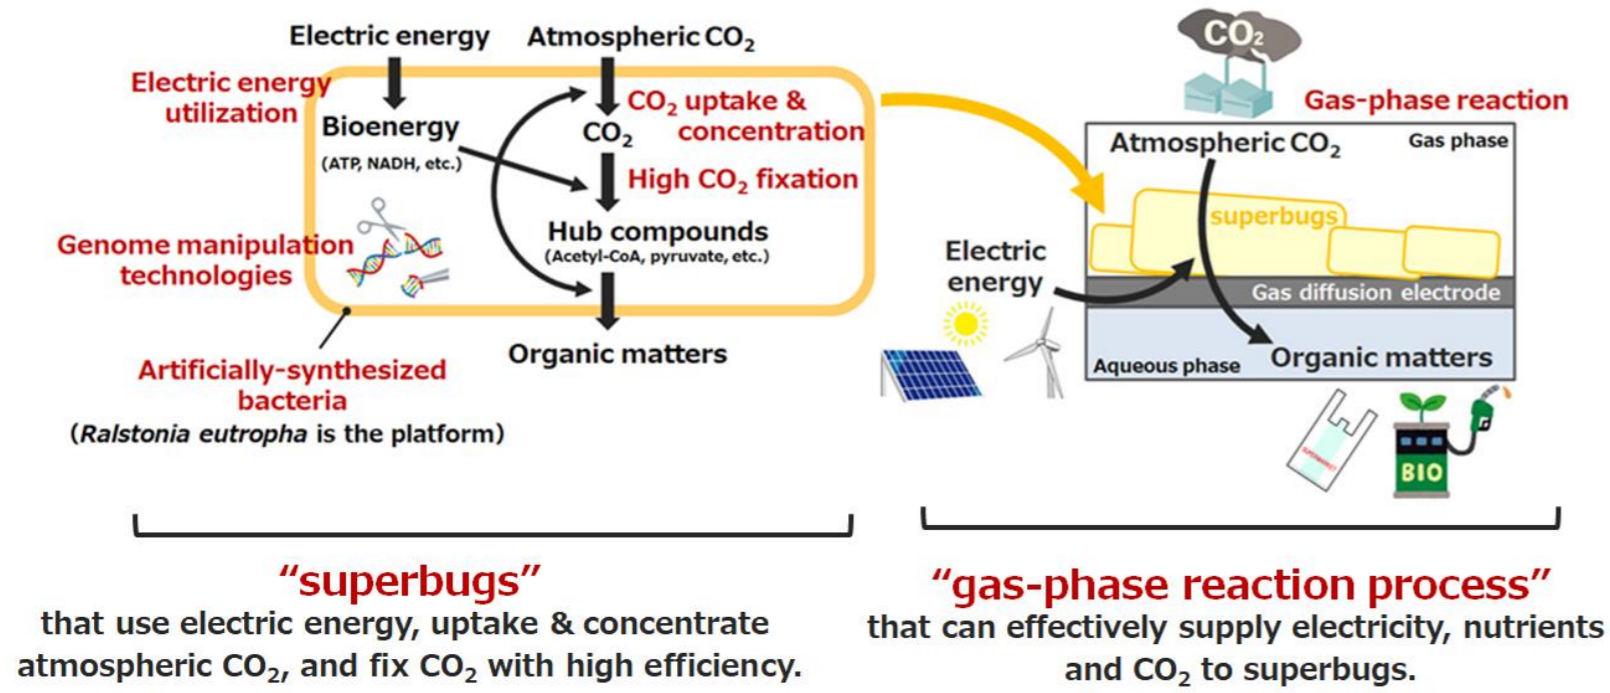 Electric energy
Atmospheric CO₂
Electric energy
utilization
Bioenergy
(ATP, NADH, etc.)
CO₂ uptake &
concentration
CO₂
High CO₂ fixation
Hub compounds
(Acetyl-CoA, pyruvate, etc.)
Genome manipulation
technologies
Organic matters
Artificially-synthesized
bacteria
(Ralstonia eutropha is the platform)
"superbugs"
that use electric energy, uptake & concentrate
atmospheric CO₂, and fix CO₂ with high efficiency.
CO₂
Gas-phase reaction
Atmospheric CO₂
Gas phase
superbugs
Electric
energy
Gas diffusion electrode
Aqueous phase
Organic matters
SUPERMARKET
BIO
"gas-phase reaction process"
that can effectively supply electricity, nutrients
and CO₂ to superbugs.